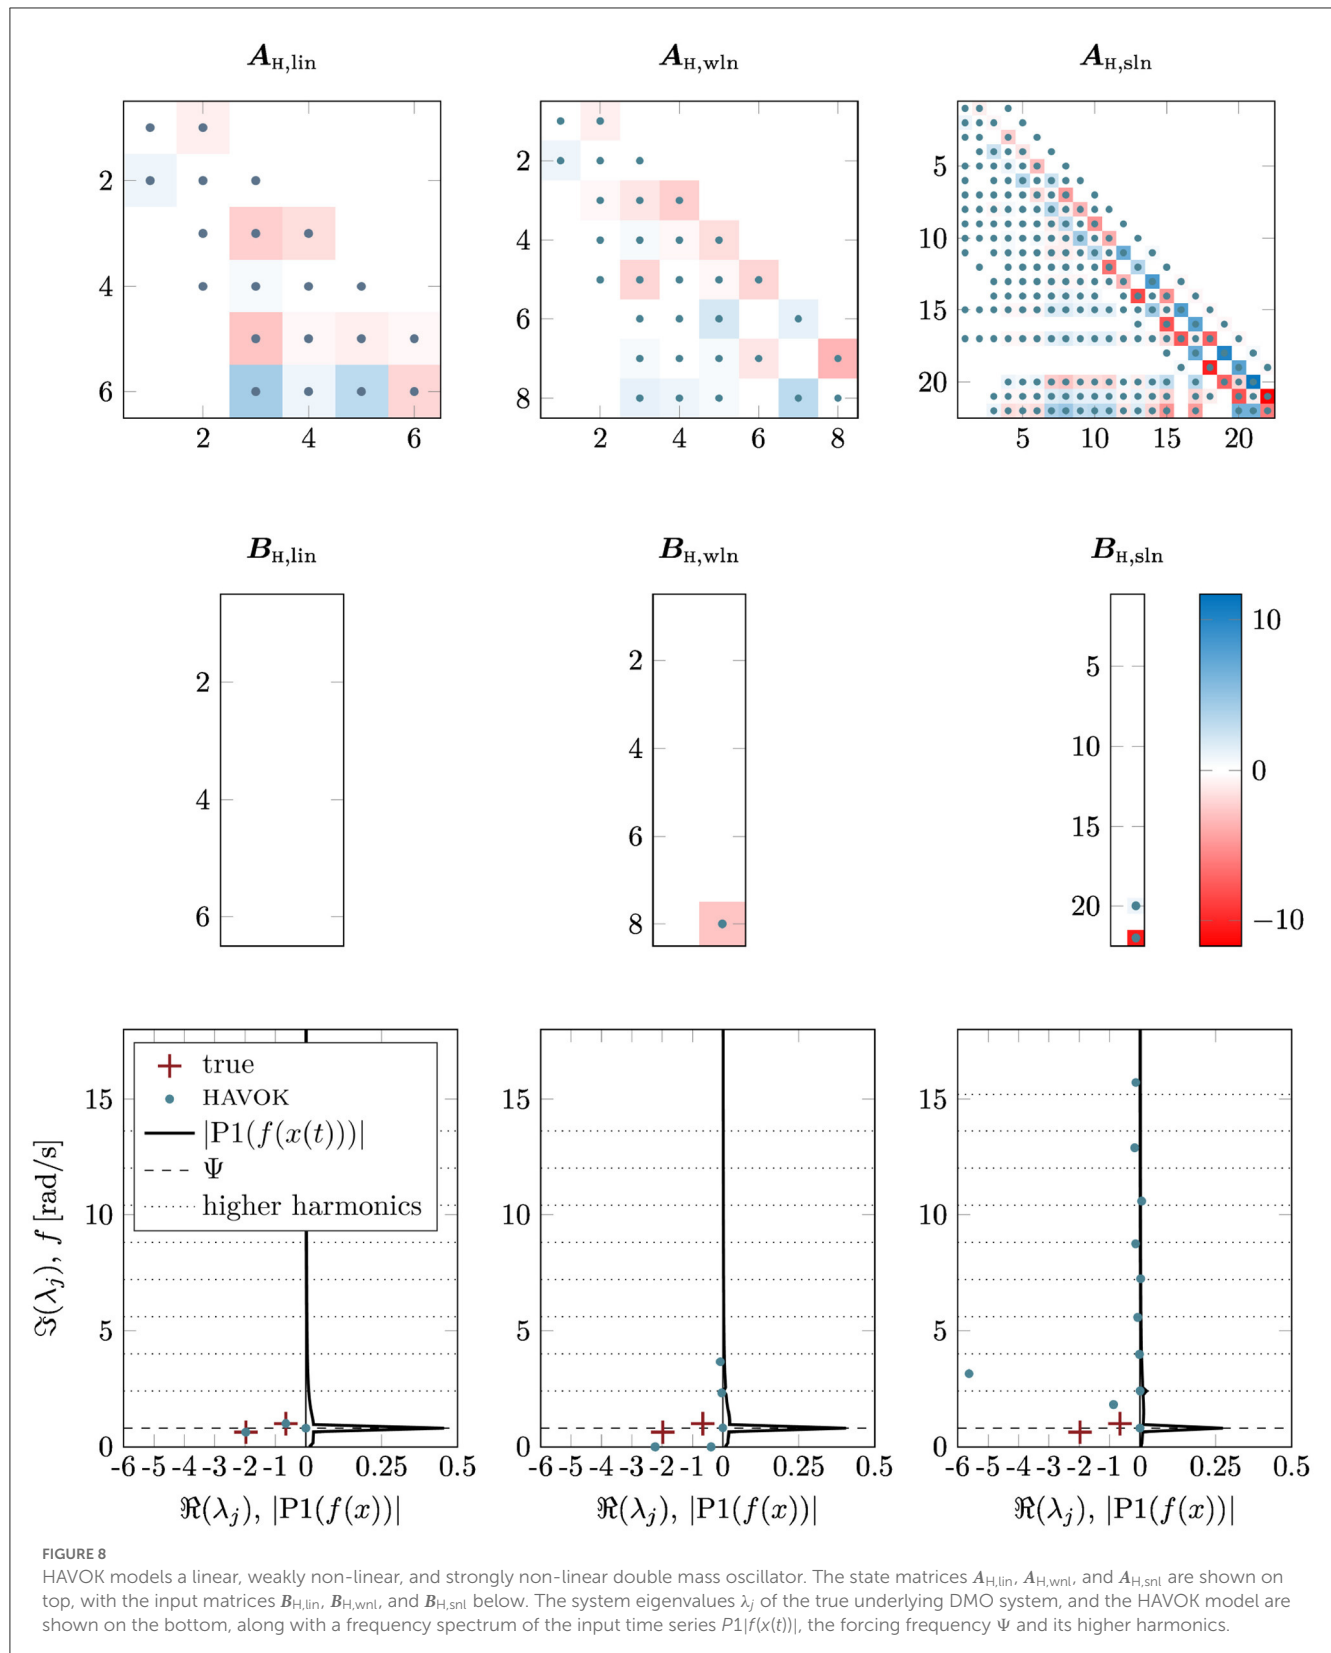 A_H,lin A_H,wln A_H,sln
2 4 6
2 4 6
2 4 6 8
2 4 6 8
5 10 15 20
5 10 15 20
B_H,lin B_H,wln B_H,sln
2 4 6
2 4 6 8
5 10 15 20
10 0 −10
true
HAVOK
|P1(f(x(t)))|
Ψ
higher harmonics
ℑ(λ_j), f [rad/s]
15 10 5 0
-6 -5 -4 -3 -2 -1 0 0.25 0.5
ℜ(λ_j), |P1(f(x))|
15 10 5 0
-6 -5 -4 -3 -2 -1 0 0.25 0.5
ℜ(λ_j), |P1(f(x))|
15 10 5 0
-6 -5 -4 -3 -2 -1 0 0.25 0.5
ℜ(λ_j), |P1(f(x))|
FIGURE 8
HAVOK models a linear, weakly non-linear, and strongly non-linear double mass oscillator. The state matrices A_H,lin, A_H,wnl, and A_H,snl are shown on
top, with the input matrices B_H,lin, B_H,wnl, and B_H,snl below. The system eigenvalues λ_j of the true underlying DMO system, and the HAVOK model are
shown on the bottom, along with a frequency spectrum of the input time series P1|f(x(t))|, the forcing frequency Ψ and its higher harmonics.